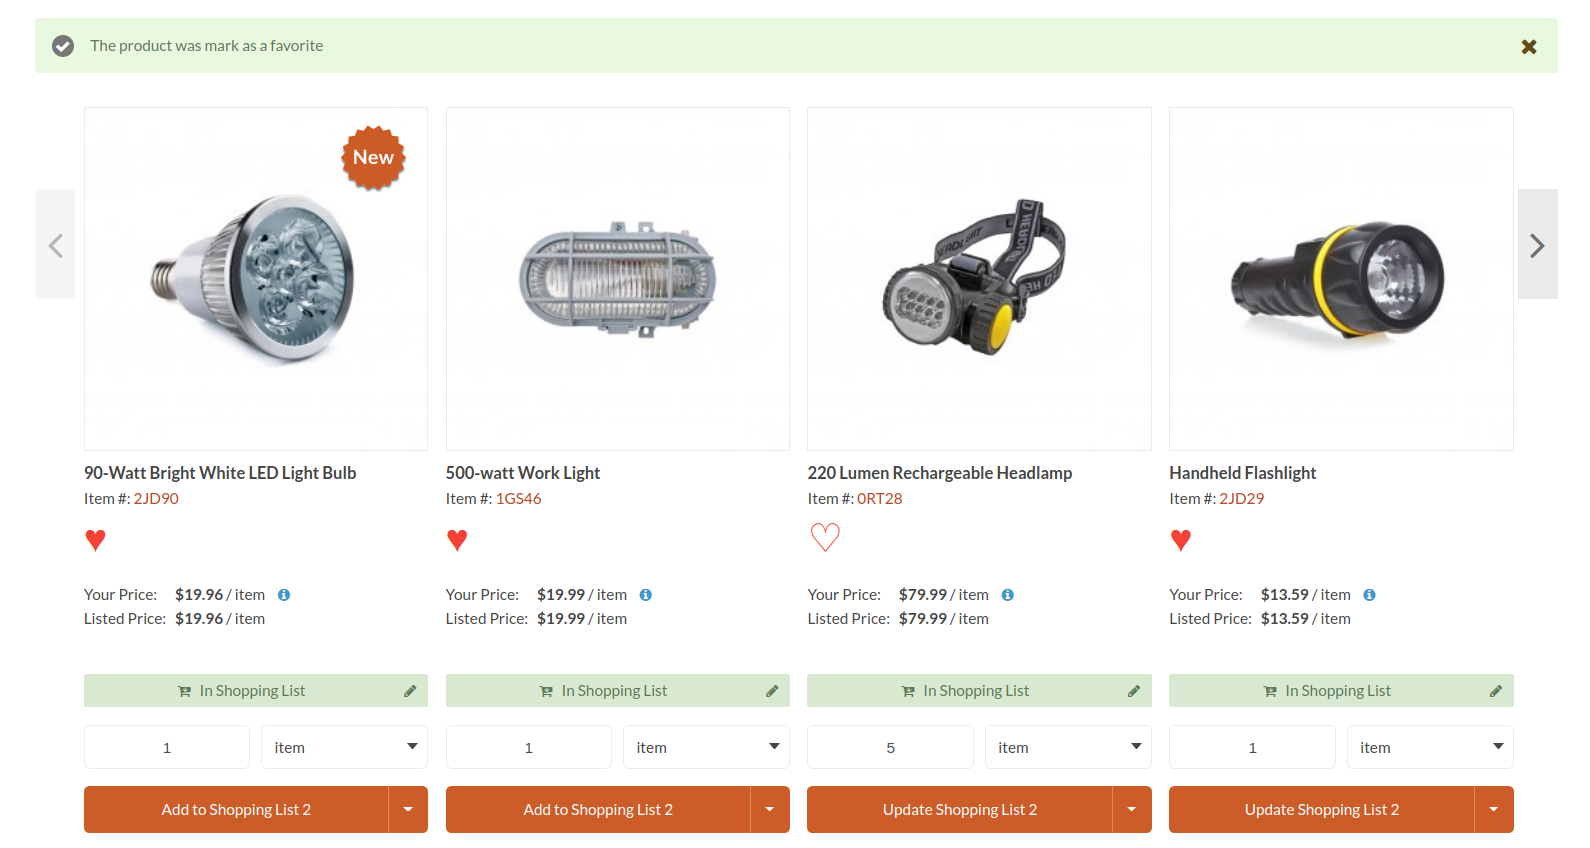 The product was mark as a favorite
New
90-Watt Bright White LED Light Bulb
Item #: 2JD90
Your Price: $19.96 / item
Listed Price: $19.96 / item
In Shopping List
1 item
Add to Shopping List 2
500-watt Work Light
Item #: 1GS46
Your Price: $19.99 / item
Listed Price: $19.99 / item
In Shopping List
1 item
Add to Shopping List 2
220 Lumen Rechargeable Headlamp
Item #: 0RT28
Your Price: $79.99 / item
Listed Price: $79.99 / item
In Shopping List
5 item
Update Shopping List 2
Handheld Flashlight
Item #: 2JD29
Your Price: $13.59 / item
Listed Price: $13.59 / item
In Shopping List
1 item
Update Shopping List 2